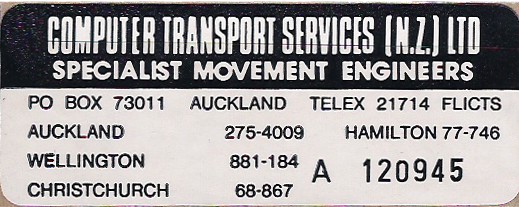 COMPUTER TRANSPORT SERVICES (N.Z.) LTD
SPECIALIST MOVEMENT ENGINEERS
PO BOX 73011 AUCKLAND TELEX 21714 FLICTS
AUCKLAND 275-4009 HAMILTON 77-746
WELLINGTON 881-184 A 120945
CHRISTCHURCH 68-867